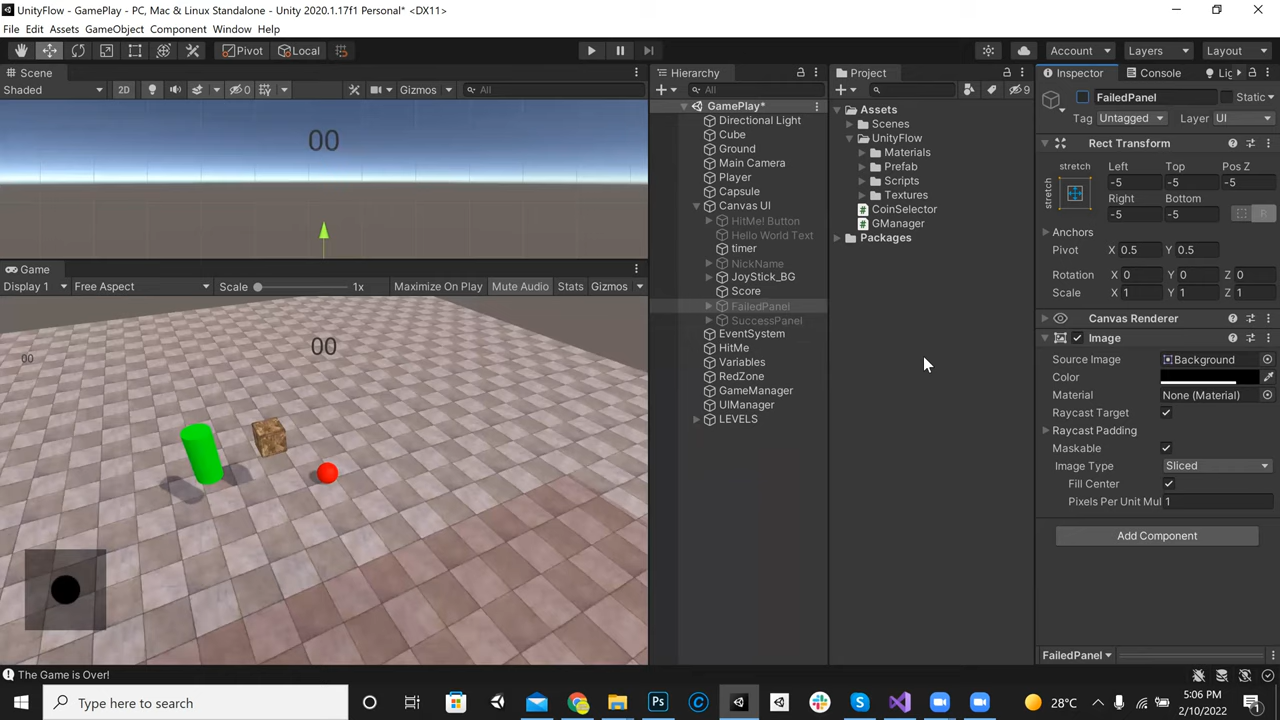 UnityFlow - GamePlay - PC, Mac & Linux Standalone - Unity 2020.1.17f1 Personal* <DX11>
File Edit Assets GameObject Component Window Help
Pivot Local Account Layers Layout
Scene
Shaded 2D 0 Gizmos All
00
Game
Display 1 Free Aspect Scale 1x Maximize On Play Mute Audio Stats Gizmos
00
00
Hierarchy
All
GamePlay*
Directional Light
Cube
Ground
Main Camera
Player
Capsule
Canvas UI
HitMe! Button
Hello World Text
timer
NickName
JoyStick_BG
Score
FailedPanel
SuccessPanel
EventSystem
HitMe
Variables
RedZone
GameManager
UIManager
LEVELS
Project
9
Assets
Scenes
UnityFlow
Materials
Prefab
Scripts
Textures
CoinSelector
GManager
Packages
Inspector Console Lig
FailedPanel Static
Tag Untagged Layer UI
Rect Transform
stretch Left Top Pos Z
stretch -5 -5 -5
Right Bottom
-5 -5 R
Anchors
Pivot X 0.5 Y 0.5
Rotation X 0 Y 0 Z 0
Scale X 1 Y 1 Z 1
Canvas Renderer
Image
Source Image Background
Color
Material None (Material)
Raycast Target
Raycast Padding
Maskable
Image Type Sliced
Fill Center
Pixels Per Unit Mul 1
Add Component
FailedPanel
The Game is Over!
Type here to search
28°C
5:06 PM
2/10/2022
1